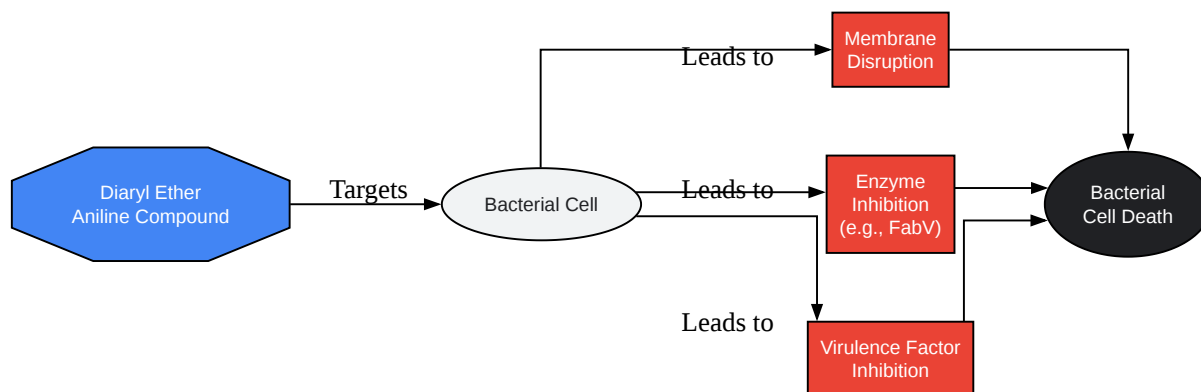 Diaryl Ether
Aniline Compound
Targets
Bacterial Cell
Leads to
Membrane
Disruption
Leads to
Enzyme
Inhibition
(e.g., FabV)
Leads to
Virulence Factor
Inhibition
Bacterial
Cell Death